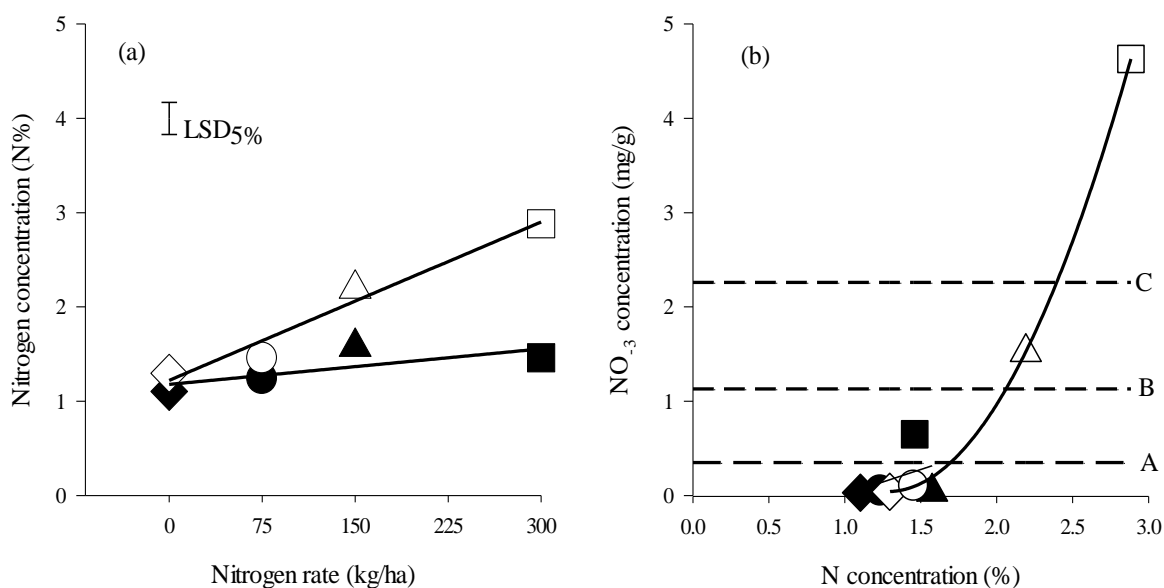 (a)
LSD5%
Nitrogen concentration (N%)
5
4
3
2
1
0
0 75 150 225 300
Nitrogen rate (kg/ha)
(b)
NO-3 concentration (mg/g)
5
4
3
2
1
0
C
B
A
0.0 0.5 1.0 1.5 2.0 2.5 3.0
N concentration (%)